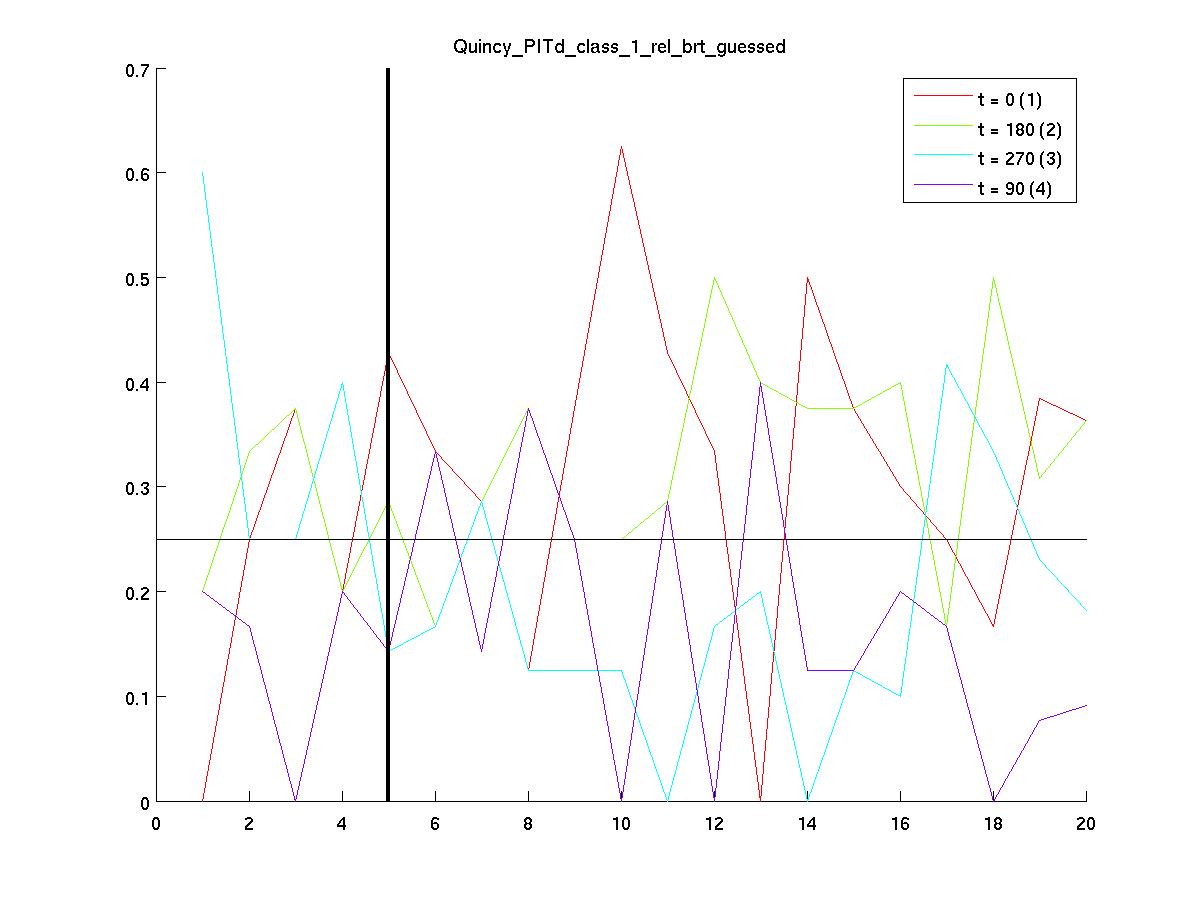 Quincy_PITd_class_1_rel_brt_guessed
0.7
0.6
0.5
0.4
0.3
0.2
0.1
0
t = 0 (1)
t = 180 (2)
t = 270 (3)
t = 90 (4)
0 2 4 6 8 10 12 14 16 18 20